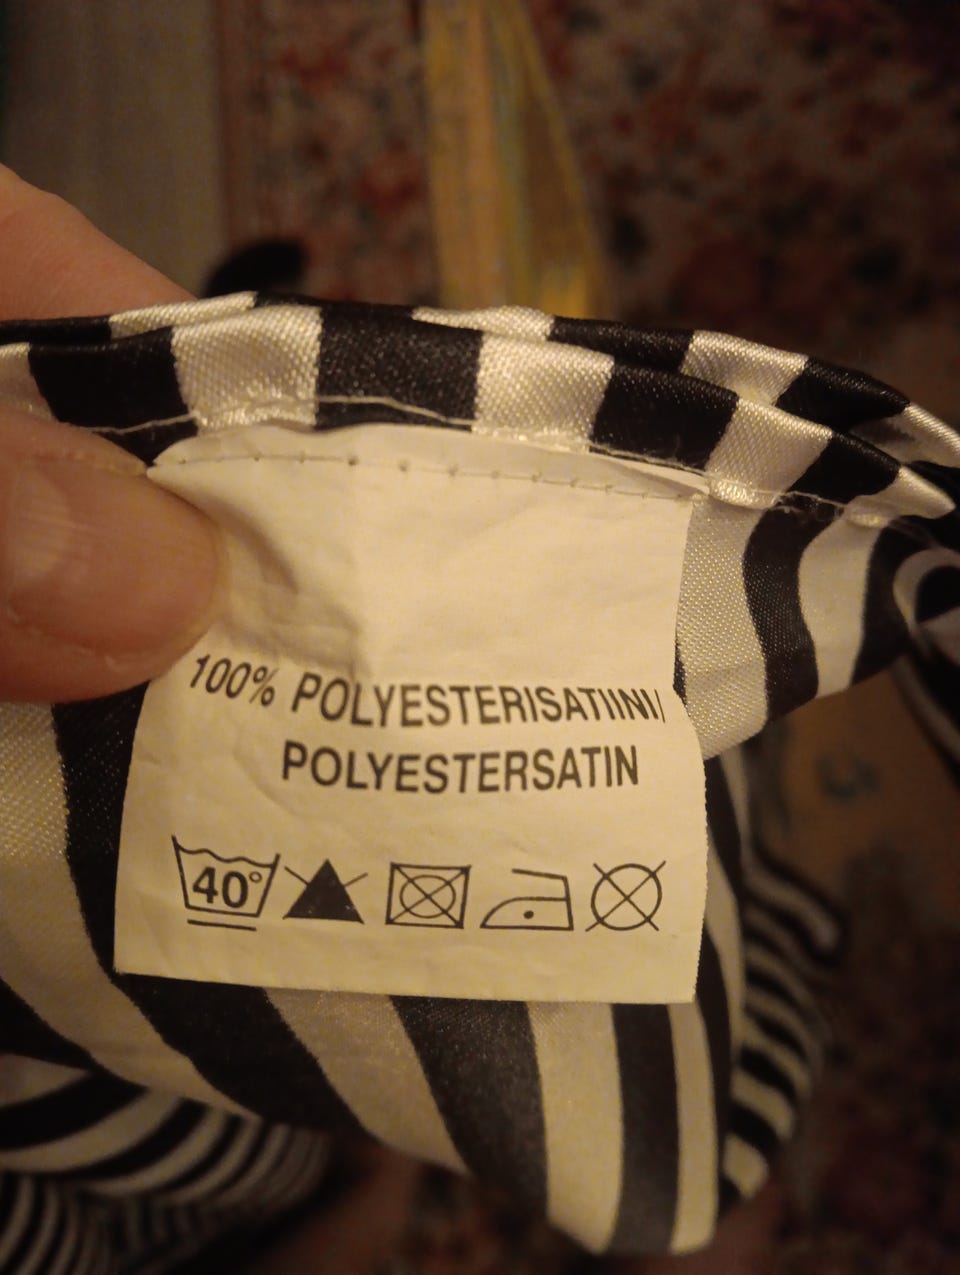 100% POLYESTERISATIINI/
POLYESTERSATIN
40°